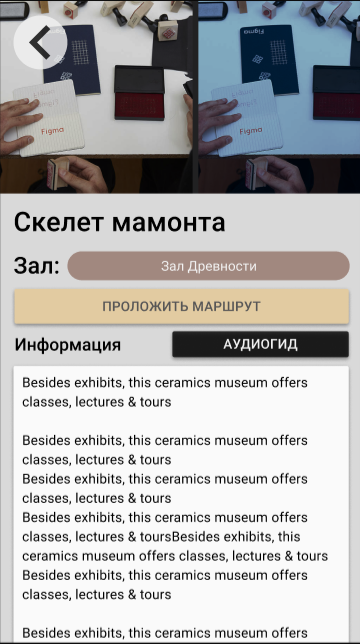 Figma
Figma
Скелет мамонта
Зал:
Зал Древности
ПРОЛОЖИТЬ МАРШРУТ
Информация
АУДИОГИД
Besides exhibits, this ceramics museum offers
classes, lectures & tours
Besides exhibits, this ceramics museum offers
classes, lectures & tours
Besides exhibits, this ceramics museum offers
classes, lectures & tours
Besides exhibits, this ceramics museum offers
classes, lectures & toursBesides exhibits, this
ceramics museum offers classes, lectures & tours
Besides exhibits, this ceramics museum offers
classes, lectures & tours
Besides exhibits, this ceramics museum offers